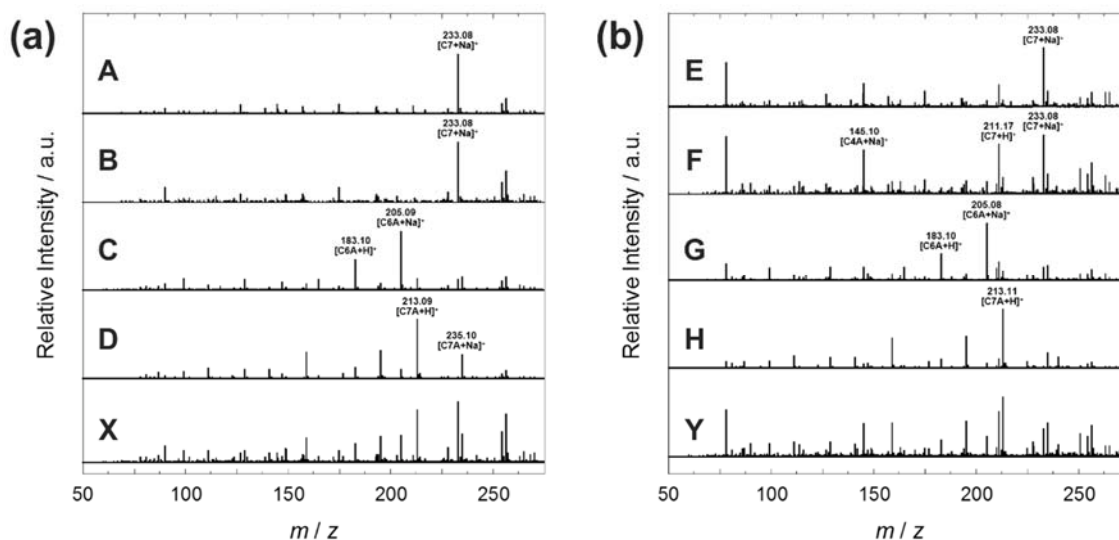 (a)
Relative Intensity / a.u.
A
233.08
[C7+Na]⁺
B
233.08
[C7+Na]⁺
C
183.10
[C6A+H]⁺
205.09
[C6A+Na]⁺
D
213.09
[C7A+H]⁺
235.10
[C7A+Na]⁺
X
50 100 150 200 250
m / z
(b)
Relative Intensity / a.u.
E
233.08
[C7+Na]⁺
F
145.10
[C4A+Na]⁺
211.17
[C7+H]⁺
233.08
[C7+Na]⁺
G
183.10
[C6A+H]⁺
205.08
[C6A+Na]⁺
H
213.11
[C7A+H]⁺
Y
50 100 150 200 250
m / z